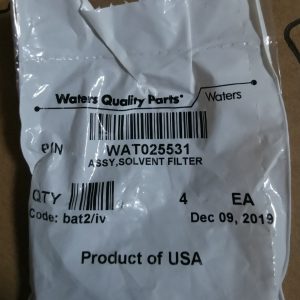 Waters Quality Parts® Waters
P/N WAT025531
ASSY,SOLVENT FILTER
QTY 4 EA
Code: bat2/iv Dec 09, 2019
Product of USA